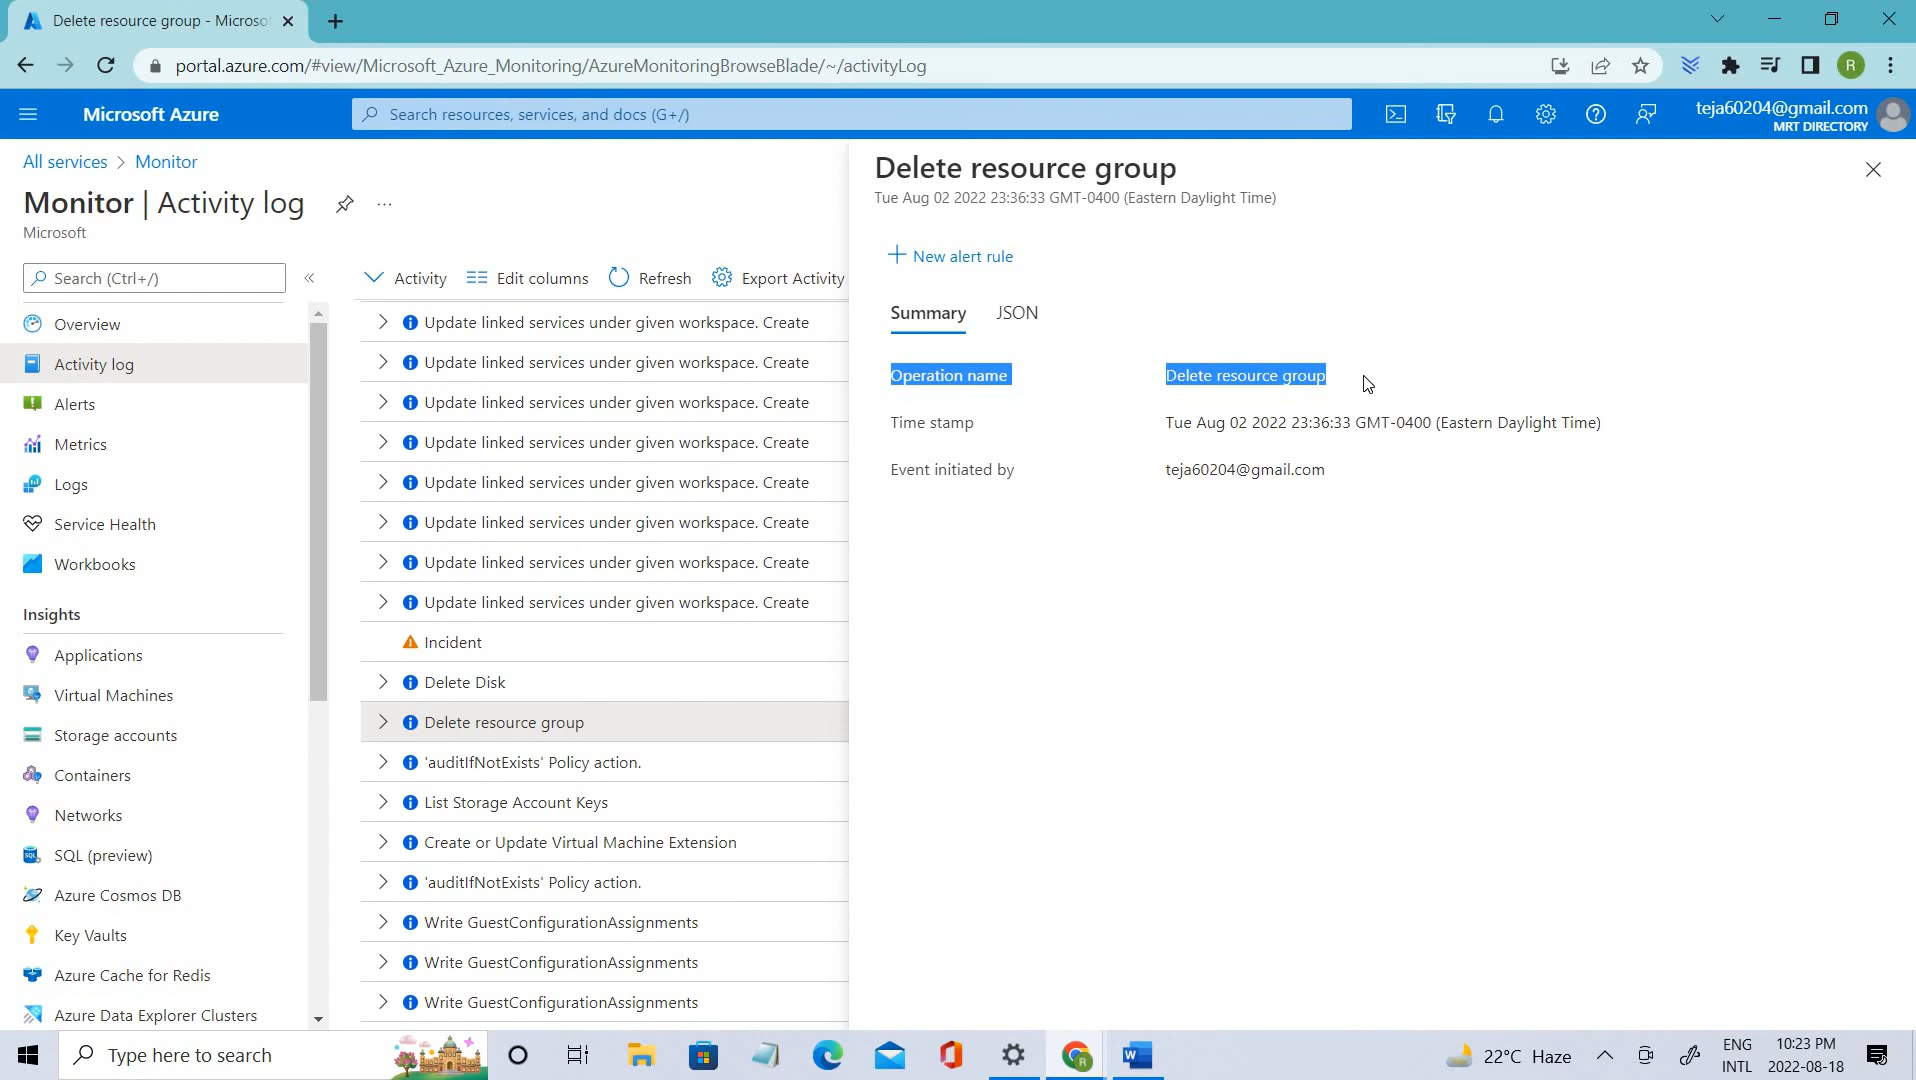 Delete resource group - Microso
portal.azure.com/#view/Microsoft_Azure_Monitoring/AzureMonitoringBrowseBlade/~/activityLog
R
Microsoft Azure
Search resources, services, and docs (G+/)
teja60204@gmail.com
MRT DIRECTORY
All services > Monitor
Monitor | Activity log
Microsoft
Search (Ctrl+/)
Overview
Activity log
Alerts
Metrics
Logs
Service Health
Workbooks
Insights
Applications
Virtual Machines
Storage accounts
Containers
Networks
SQL (preview)
Azure Cosmos DB
Key Vaults
Azure Cache for Redis
Azure Data Explorer Clusters
Activity Edit columns Refresh Export Activity
Update linked services under given workspace. Create
Update linked services under given workspace. Create
Update linked services under given workspace. Create
Update linked services under given workspace. Create
Update linked services under given workspace. Create
Update linked services under given workspace. Create
Update linked services under given workspace. Create
Update linked services under given workspace. Create
Incident
Delete Disk
Delete resource group
'auditIfNotExists' Policy action.
List Storage Account Keys
Create or Update Virtual Machine Extension
'auditIfNotExists' Policy action.
Write GuestConfigurationAssignments
Write GuestConfigurationAssignments
Write GuestConfigurationAssignments
Delete resource group
Tue Aug 02 2022 23:36:33 GMT-0400 (Eastern Daylight Time)
New alert rule
Summary JSON
Operation name Delete resource group
Time stamp Tue Aug 02 2022 23:36:33 GMT-0400 (Eastern Daylight Time)
Event initiated by teja60204@gmail.com
Type here to search
22°C Haze
ENG
INTL
10:23 PM
2022-08-18